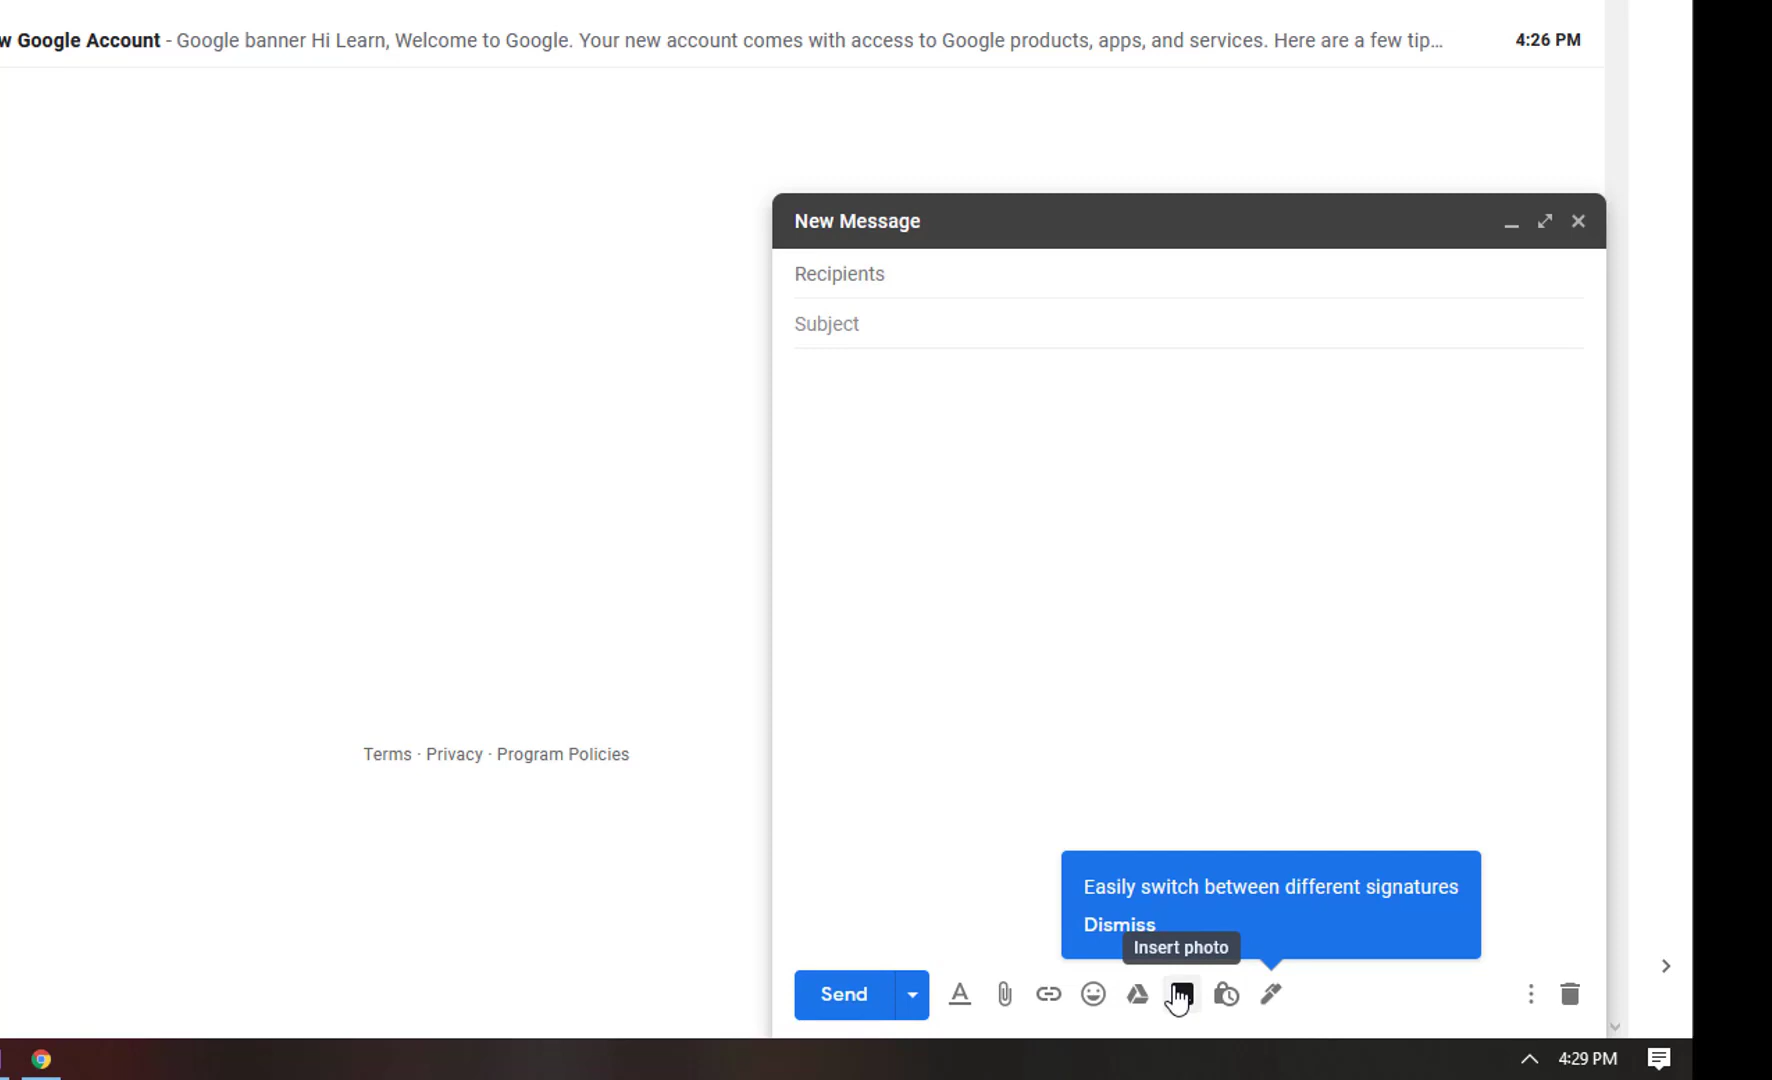 w Google Account - Google banner Hi Learn, Welcome to Google. Your new account comes with access to Google products, apps, and services. Here are a few tip... 4:26 PM
New Message
Recipients
Subject
Terms · Privacy · Program Policies
Easily switch between different signatures
Dismiss
Insert photo
Send
4:29 PM